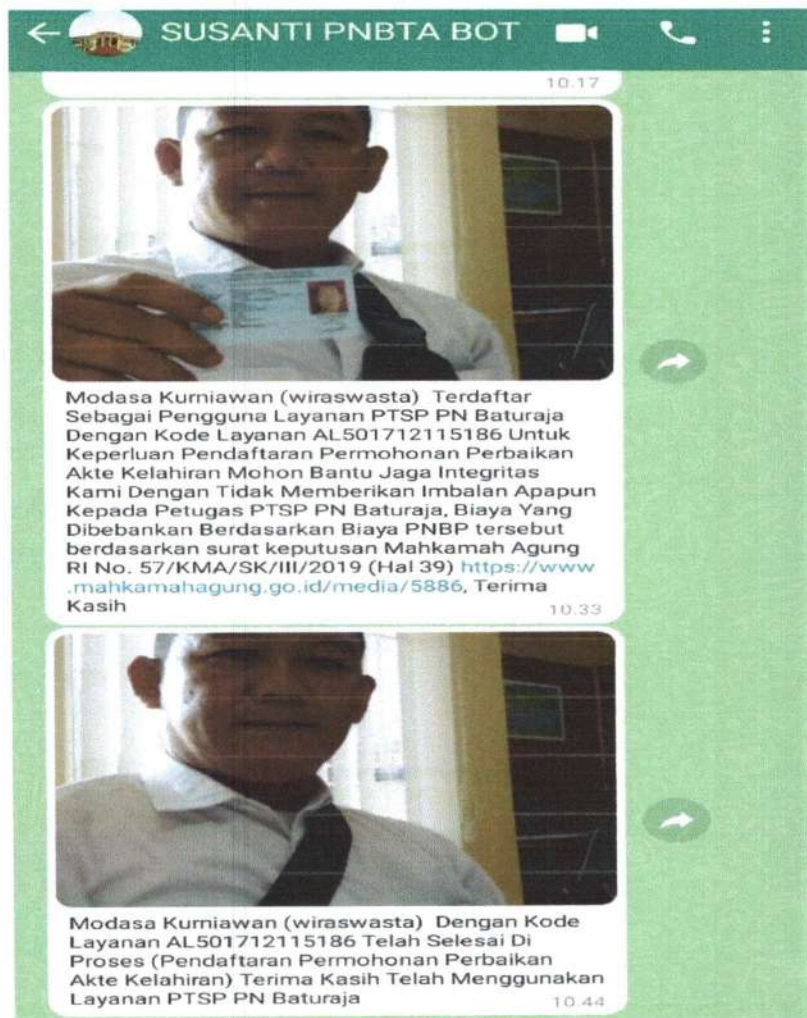 SUSANTI PNBTA BOT
10.17
Modasa Kurniawan (wiraswasta) Terdaftar
Sebagai Pengguna Layanan PTSP PN Baturaja
Dengan Kode Layanan AL501712115186 Untuk
Keperluan Pendaftaran Permohonan Perbaikan
Akte Kelahiran Mohon Bantu Jaga Integritas
Kami Dengan Tidak Memberikan Imbalan Apapun
Kepada Petugas PTSP PN Baturaja, Biaya Yang
Dibebankan Berdasarkan Biaya PNBP tersebut
berdasarkan surat keputusan Mahkamah Agung
RI No. 57/KMA/SK/III/2019 (Hal 39) https://www
.mahkamahagung.go.id/media/5886, Terima
Kasih
10.33
Modasa Kurniawan (wiraswasta) Dengan Kode
Layanan AL501712115186 Telah Selesai Di
Proses (Pendaftaran Permohonan Perbaikan
Akte Kelahiran) Terima Kasih Telah Menggunakan
Layanan PTSP PN Baturaja
10.44